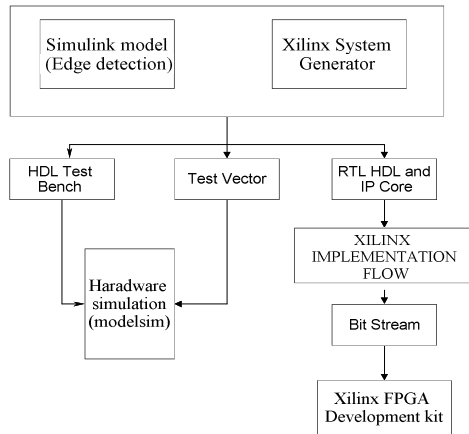 Simulink model
(Edge detection)
Xilinx System
Generator
HDL Test
Bench
Test Vector
RTL HDL and
IP Core
XILINX
IMPLEMENTATION
FLOW
Haradware
simulation
(modelsim)
Bit Stream
Xilinx FPGA
Development kit